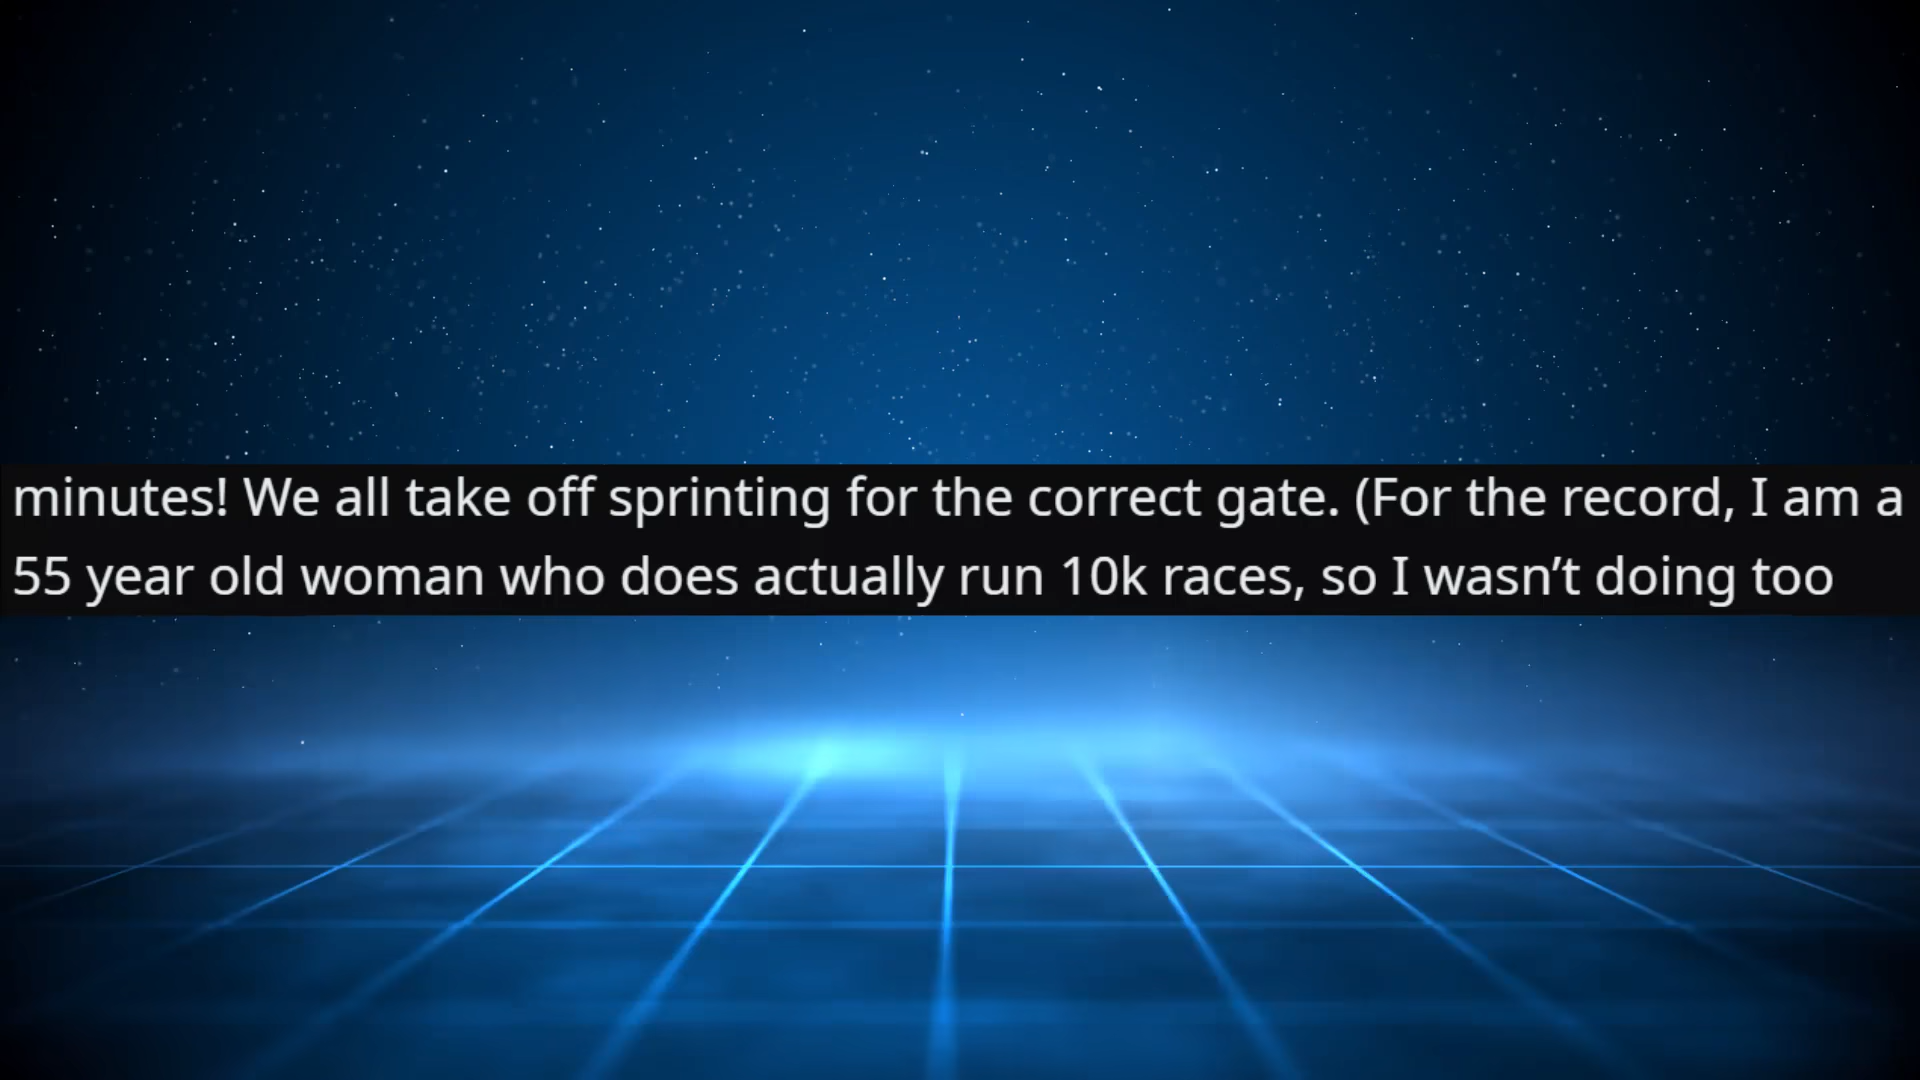 minutes! We all take off sprinting for the correct gate. (For the record, I am a
55 year old woman who does actually run 10k races, so I wasn’t doing too